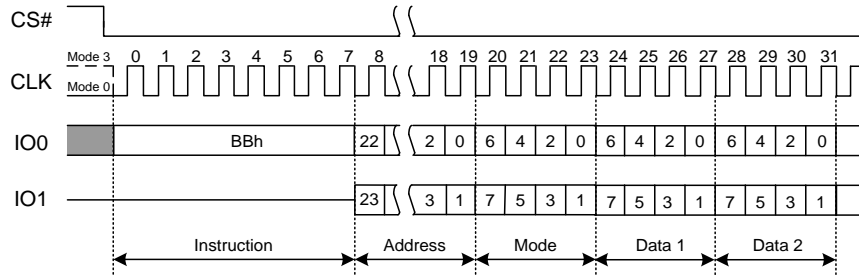 CS#
Mode 3 0 1 2 3 4 5 6 7 8 18 19 20 21 22 23 24 25 26 27 28 29 30 31
CLK
Mode 0
IO0 BBh 22 2 0 6 4 2 0 6 4 2 0 6 4 2 0
IO1 23 3 1 7 5 3 1 7 5 3 1 7 5 3 1
Instruction Address Mode Data 1 Data 2